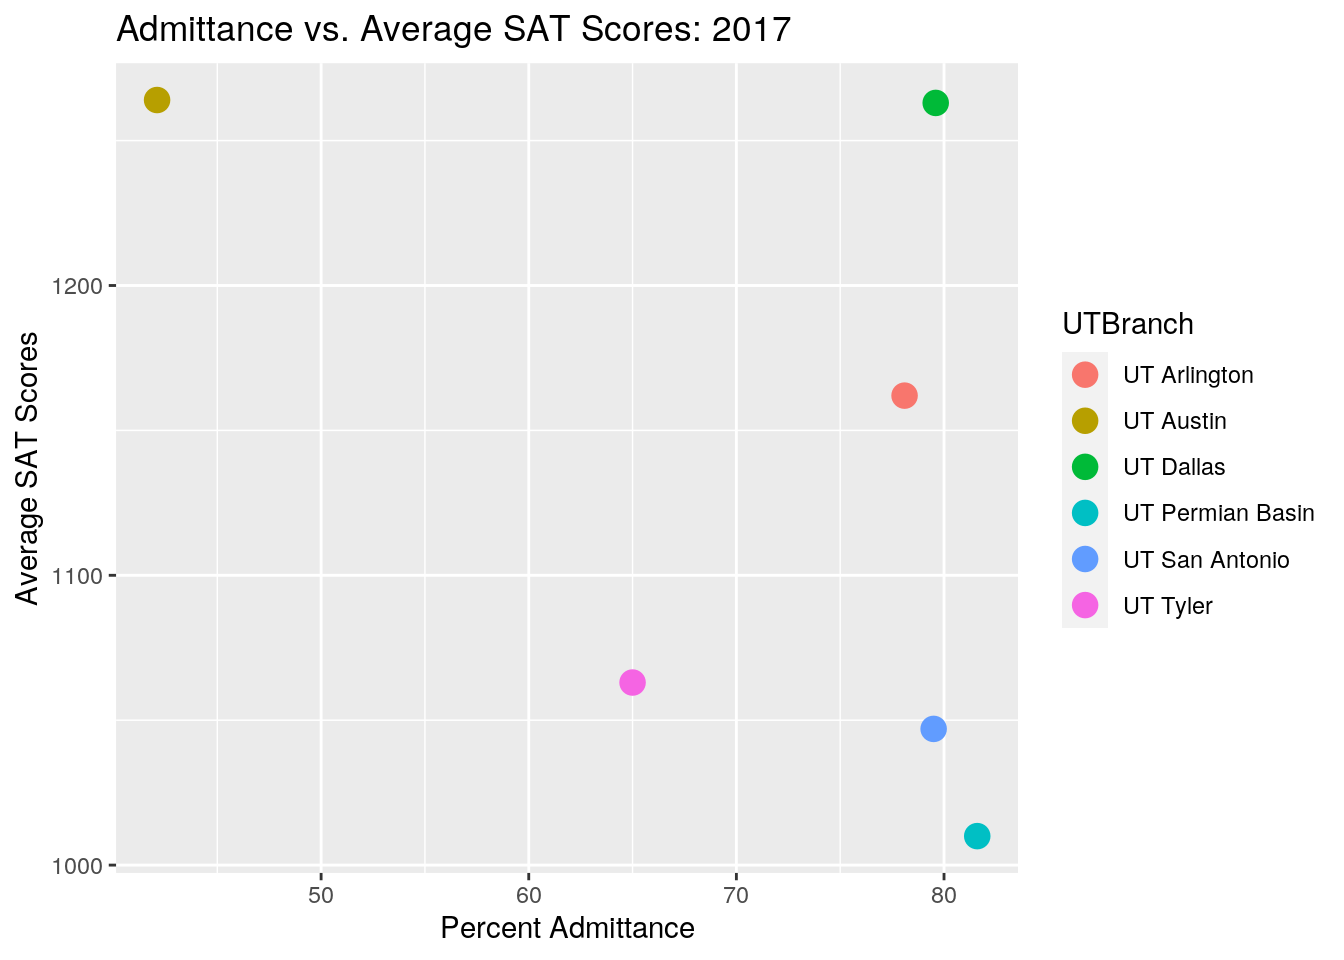 Admittance vs. Average SAT Scores: 2017
Average SAT Scores
1200
1100
1000
50 60 70 80
Percent Admittance
UTBranch
UT Arlington
UT Austin
UT Dallas
UT Permian Basin
UT San Antonio
UT Tyler